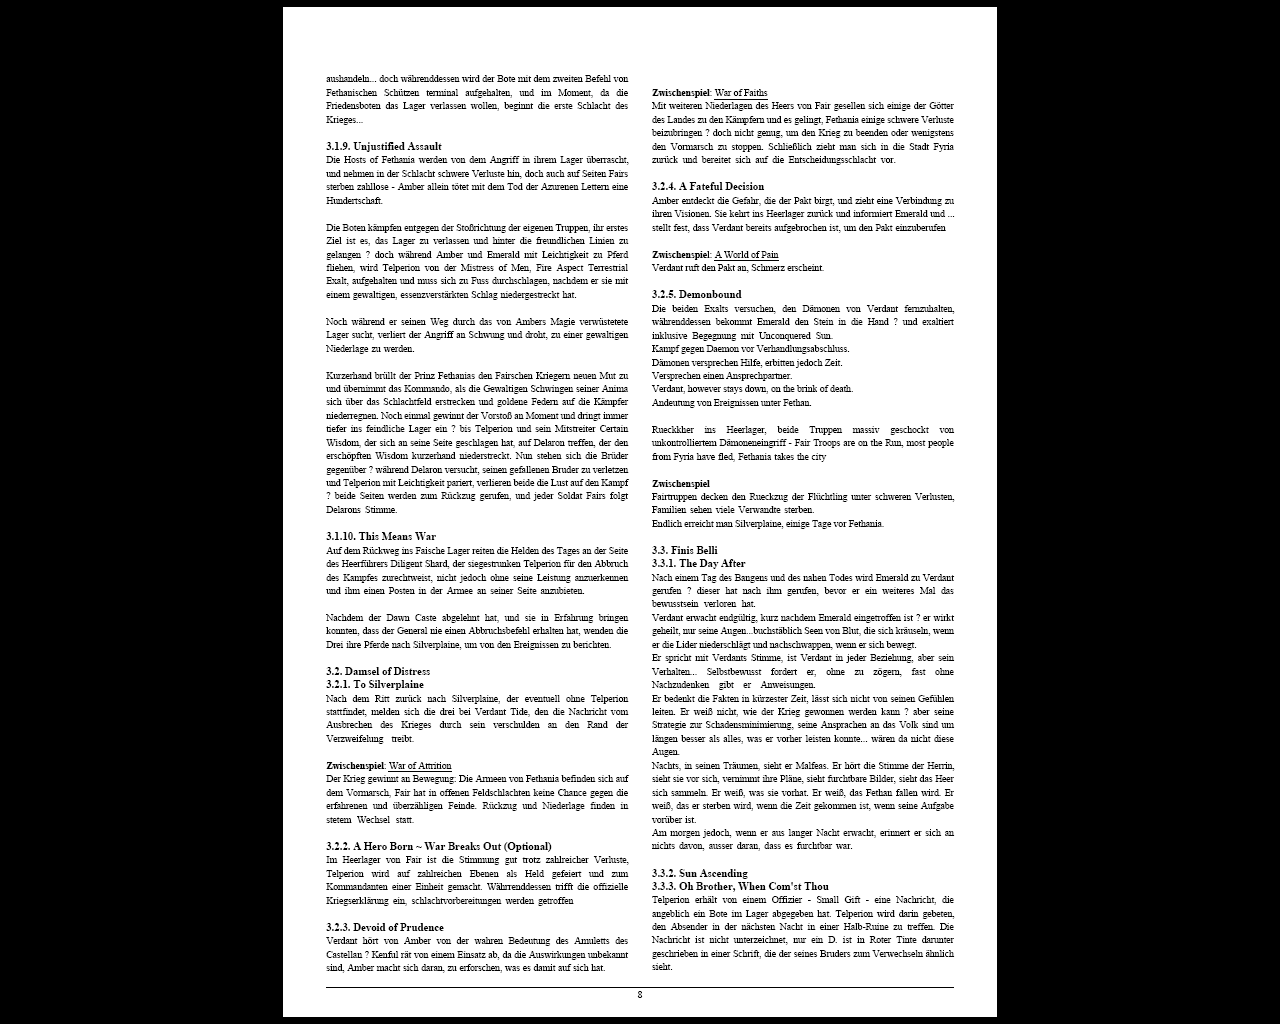 aushandeln... doch währenddessen wird der Bote mit dem zweiten Befehl von
Fethanischen Schützen terminal aufgehalten, und im Moment, da die
Friedensboten das Lager verlassen wollen, beginnt die erste Schlacht des
Krieges...
3.1.9. Unjustified Assault
Die Hosts of Fethania werden von dem Angriff in ihrem Lager überrascht,
und nehmen in der Schlacht schwere Verluste hin, doch auch auf Seiten Fairs
sterben zahllose - Amber allein tötet mit dem Tod der Azurenen Lettern eine
Hundertschaft.
Die Boten kämpfen entgegen der Stoßrichtung der eigenen Truppen, ihr erstes
Ziel ist es, das Lager zu verlassen und hinter die freundlichen Linien zu
gelangen ? doch während Amber und Emerald mit Leichtigkeit zu Pferd
fliehen, wird Telperion von der Mistress of Men, Fire Aspect Terrestrial
Exalt, aufgehalten und muss sich zu Fuss durchschlagen, nachdem er sie mit
einem gewaltigen, essenzverstärkten Schlag niedergestreckt hat.
Noch während er seinen Weg durch das von Ambers Magie verwüstetete
Lager sucht, verliert der Angriff an Schwung und droht, zu einer gewaltigen
Niederlage zu werden.
Kurzerhand brüllt der Prinz Fethanias den Fairschen Kriegern neuen Mut zu
und übernimmt das Kommando, als die Gewaltigen Schwingen seiner Anima
sich über das Schlachtfeld erstrecken und goldene Federn auf die Kämpfer
niederregnen. Noch einmal gewinnt der Vorstoß an Moment und dringt immer
tiefer ins feindliche Lager ein ? bis Telperion und sein Mitstreiter Certain
Wisdom, der sich an seine Seite geschlagen hat, auf Delaron treffen, der den
erschöpften Wisdom kurzerhand niederstreckt. Nun stehen sich die Brüder
gegenüber ? während Delaron versucht, seinen gefallenen Bruder zu verletzen
und Telperion mit Leichtigkeit pariert, verlieren beide die Lust auf den Kampf
? beide Seiten werden zum Rückzug gerufen, und jeder Soldat Fairs folgt
Delarons Stimme.
3.1.10. This Means War
Auf dem Rückweg ins Faische Lager reiten die Helden des Tages an der Seite
des Heerführers Diligent Shard, der siegestrunken Telperion für den Abbruch
des Kampfes zurechtweist, nicht jedoch ohne seine Leistung anzuerkennen
und ihm einen Posten in der Armee an seiner Seite anzubieten.
Nachdem der Dawn Caste abgelehnt hat, und sie in Erfahrung bringen
konnten, dass der General nie einen Abbruchsbefehl erhalten hat, wenden die
Drei ihre Pferde nach Silverplaine, um von den Ereignissen zu berichten.
3.2. Damsel of Distress
3.2.1. To Silverplaine
Nach dem Ritt zurück nach Silverplaine, der eventuell ohne Telperion
stattfindet, melden sich die drei bei Verdant Tide, den die Nachricht vom
Ausbrechen des Krieges durch sein verschulden an den Rand der
Verzweifelung treibt.
Zwischenspiel: War of Attrition
Der Krieg gewinnt an Bewegung: Die Armeen von Fethania befinden sich auf
dem Vormarsch, Fair hat in offenen Feldschlachten keine Chance gegen die
erfahrenen und überzähligen Feinde. Rückzug und Niederlage finden in
stetem Wechsel statt.
3.2.2. A Hero Born ~ War Breaks Out (Optional)
Im Heerlager von Fair ist die Stimmung gut trotz zahlreicher Verluste,
Telperion wird auf zahlreichen Ebenen als Held gefeiert und zum
Kommandanten einer Einheit gemacht. Währrenddessen trifft die offizielle
Kriegserklärung ein, schlachtvorbereitungen werden getroffen
3.2.3. Devoid of Prudence
Verdant hört von Amber von der wahren Bedeutung des Amuletts des
Castellan ? Kenful rät von einem Einsatz ab, da die Auswirkungen unbekannt
sind, Amber macht sich daran, zu erforschen, was es damit auf sich hat.
Zwischenspiel: War of Faiths
Mit weiteren Niederlagen des Heers von Fair gesellen sich einige der Götter
des Landes zu den Kämpfern und es gelingt, Fethania einige schwere Verluste
beizubringen ? doch nicht genug, um den Krieg zu beenden oder wenigstens
den Vormarsch zu stoppen. Schließlich zieht man sich in die Stadt Fyria
zurück und bereitet sich auf die Entscheidungsschlacht vor.
3.2.4. A Fateful Decision
Amber entdeckt die Gefahr, die der Pakt birgt, und zieht eine Verbindung zu
ihren Visionen. Sie kehrt ins Heerlager zurück und informiert Emerald und ...
stellt fest, dass Verdant bereits aufgebrochen ist, um den Pakt einzuberufen
Zwischenspiel: A World of Pain
Verdant ruft den Pakt an, Schmerz erscheint.
3.2.5. Demonbound
Die beiden Exalts versuchen, den Dämonen von Verdant fernzuhalten,
währenddessen bekommt Emerald den Stein in die Hand ? und exaltiert
inklusive Begegnung mit Unconquered Sun.
Kampf gegen Daemon vor Verhandlungsabschluss.
Dämonen versprechen Hilfe, erbitten jedoch Zeit.
Versprechen einen Ansprechpartner.
Verdant, however stays down, on the brink of death.
Andeutung von Ereignissen unter Fethan.
Rueckkher ins Heerlager, beide Truppen massiv geschockt von
unkontrolliertem Dämoneneingriff - Fair Troops are on the Run, most people
from Fyria have fled, Fethania takes the city
Zwischenspiel
Fairtruppen decken den Rueckzug der Flüchtling unter schweren Verlusten,
Familien sehen viele Verwandte sterben.
Endlich erreicht man Silverplaine, einige Tage vor Fethania.
3.3. Finis Belli
3.3.1. The Day After
Nach einem Tag des Bangens und des nahen Todes wird Emerald zu Verdant
gerufen ? dieser hat nach ihm gerufen, bevor er ein weiteres Mal das
bewusstsein verloren hat.
Verdant erwacht endgültig, kurz nachdem Emerald eingetroffen ist ? er wirkt
geheilt, nur seine Augen...buchstäblich Seen von Blut, die sich kräuseln, wenn
er die Lider niederschlägt und nachschwappen, wenn er sich bewegt.
Er spricht mit Verdants Stimme, ist Verdant in jeder Beziehung, aber sein
Verhalten... Selbstbewusst fordert er, ohne zu zögern, fast ohne
Nachzudenken gibt er Anweisungen.
Er bedenkt die Fakten in kürzester Zeit, lässt sich nicht von seinen Gefühlen
leiten. Er weiß nicht, wie der Krieg gewonnen werden kann ? aber seine
Strategie zur Schadensminimierung, seine Ansprachen an das Volk sind um
längen besser als alles, was er vorher leisten konnte... wären da nicht diese
Augen.
Nachts, in seinen Träumen, sieht er Malfeas. Er hört die Stimme der Herrin,
sieht sie vor sich, vernimmt ihre Pläne, sieht furchtbare Bilder, sieht das Heer
sich sammeln. Er weiß, was sie vorhat. Er weiß, das Fethan fallen wird. Er
weiß, das er sterben wird, wenn die Zeit gekommen ist, wenn seine Aufgabe
vorüber ist.
Am morgen jedoch, wenn er aus langer Nacht erwacht, erinnert er sich an
nichts davon, ausser daran, dass es furchtbar war.
3.3.2. Sun Ascending
3.3.3. Oh Brother, When Com'st Thou
Telperion erhält von einem Offizier - Small Gift - eine Nachricht, die
angeblich ein Bote im Lager abgegeben hat. Telperion wird darin gebeten,
den Absender in der nächsten Nacht in einer Halb-Ruine zu treffen. Die
Nachricht ist nicht unterzeichnet, nur ein D. ist in Roter Tinte darunter
geschrieben in einer Schrift, die der seines Bruders zum Verwechseln ähnlich
sieht.
8